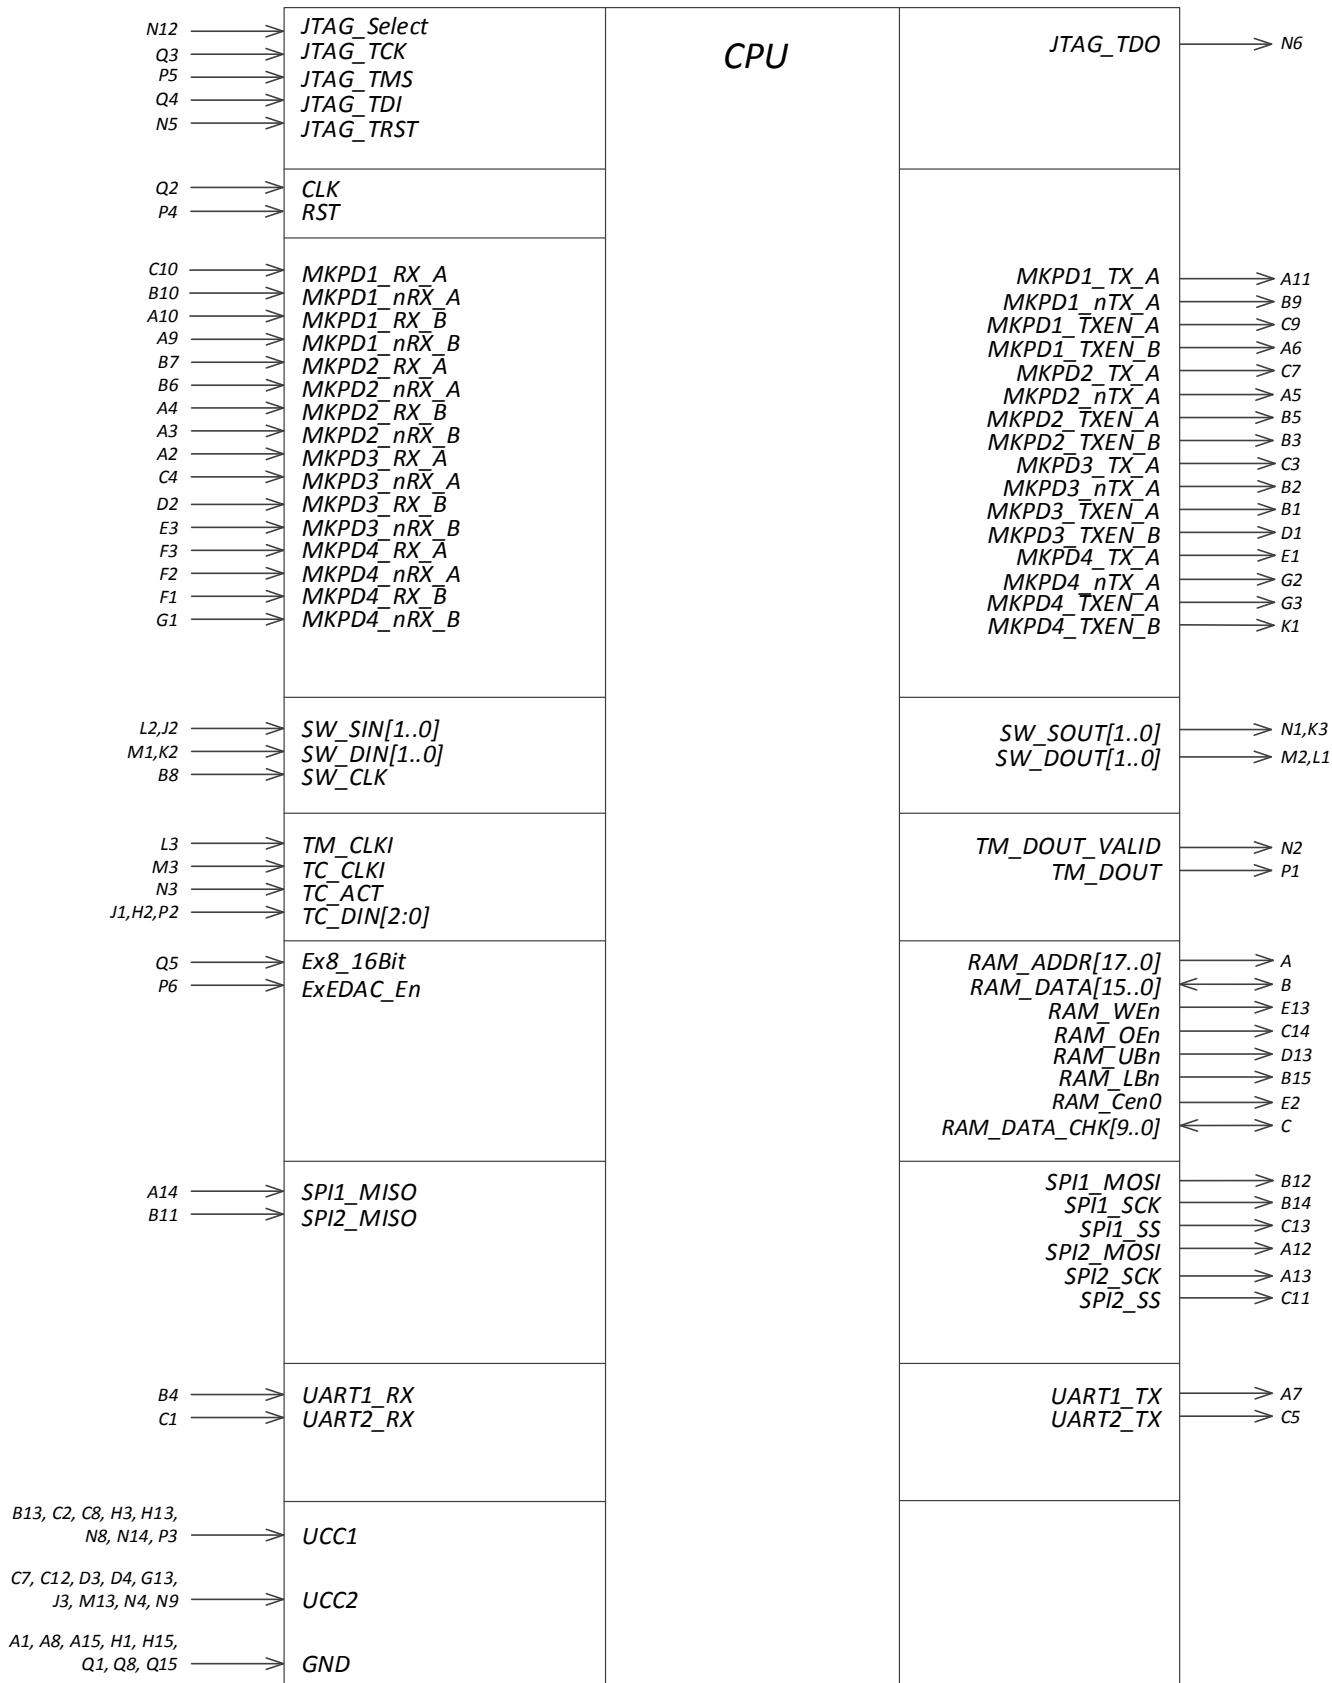 CPU
N12 JTAG_Select
Q3 JTAG_TCK
P5 JTAG_TMS
Q4 JTAG_TDI
N5 JTAG_TRST
JTAG_TDO N6
Q2 CLK
P4 RST
C10 MKPD1_RX_A
B10 MKPD1_nRX_A
A10 MKPD1_RX_B
A9 MKPD1_nRX_B
B7 MKPD2_RX_A
B6 MKPD2_nRX_A
A4 MKPD2_RX_B
A3 MKPD2_nRX_B
A2 MKPD3_RX_A
C4 MKPD3_nRX_A
D2 MKPD3_RX_B
E3 MKPD3_nRX_B
F3 MKPD4_RX_A
F2 MKPD4_nRX_A
F1 MKPD4_RX_B
G1 MKPD4_nRX_B
MKPD1_TX_A A11
MKPD1_nTX_A B9
MKPD1_TXEN_A C9
MKPD1_TXEN_B A6
MKPD2_TX_A C7
MKPD2_nTX_A A5
MKPD2_TXEN_A B5
MKPD2_TXEN_B B3
MKPD3_TX_A C3
MKPD3_nTX_A B2
MKPD3_TXEN_A B1
MKPD3_TXEN_B D1
MKPD4_TX_A E1
MKPD4_nTX_A G2
MKPD4_TXEN_A G3
MKPD4_TXEN_B K1
L2,J2 SW_SIN[1..0]
M1,K2 SW_DIN[1..0]
B8 SW_CLK
SW_SOUT[1..0] N1,K3
SW_DOUT[1..0] M2,L1
L3 TM_CLKI
M3 TC_CLKI
N3 TC_ACT
J1,H2,P2 TC_DIN[2:0]
TM_DOUT_VALID N2
TM_DOUT P1
Q5 Ex8_16Bit
P6 ExEDAC_En
RAM_ADDR[17..0] A
RAM_DATA[15..0] B
RAM_WEn E13
RAM_OEn C14
RAM_UBn D13
RAM_LBn B15
RAM_Cen0 E2
RAM_DATA_CHK[9..0] C
A14 SPI1_MISO
B11 SPI2_MISO
SPI1_MOSI B12
SPI1_SCK B14
SPI1_SS C13
SPI2_MOSI A12
SPI2_SCK A13
SPI2_SS C11
B4 UART1_RX
C1 UART2_RX
UART1_TX A7
UART2_TX C5
B13, C2, C8, H3, H13,
N8, N14, P3 UCC1
C7, C12, D3, D4, G13,
J3, M13, N4, N9 UCC2
A1, A8, A15, H1, H15,
Q1, Q8, Q15 GND